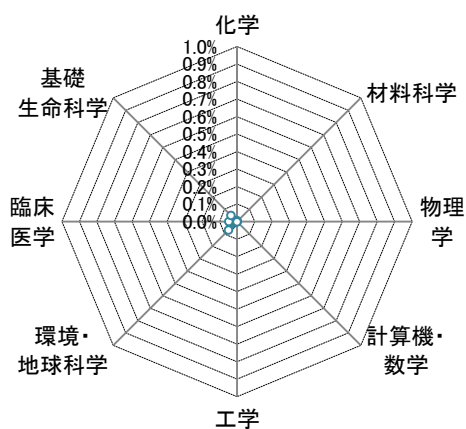 化学
1.0%
0.9%
0.8%
0.7%
0.6%
0.5%
0.4%
0.3%
0.2%
0.1%
0.0%
材料科学
物理
学
計算機・
数学
工学
環境・
地球科学
臨床
医学
基礎
生命科学